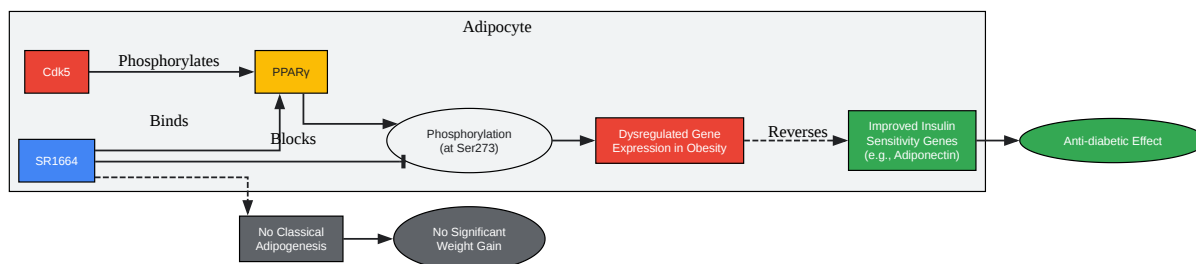 Adipocyte
Cdk5
Phosphorylates
PPARγ
Binds
Blocks
SR1664
Phosphorylation
(at Ser273)
Dysregulated Gene
Expression in Obesity
Reverses
Improved Insulin
Sensitivity Genes
(e.g., Adiponectin)
Anti-diabetic Effect
No Classical
Adipogenesis
No Significant
Weight Gain